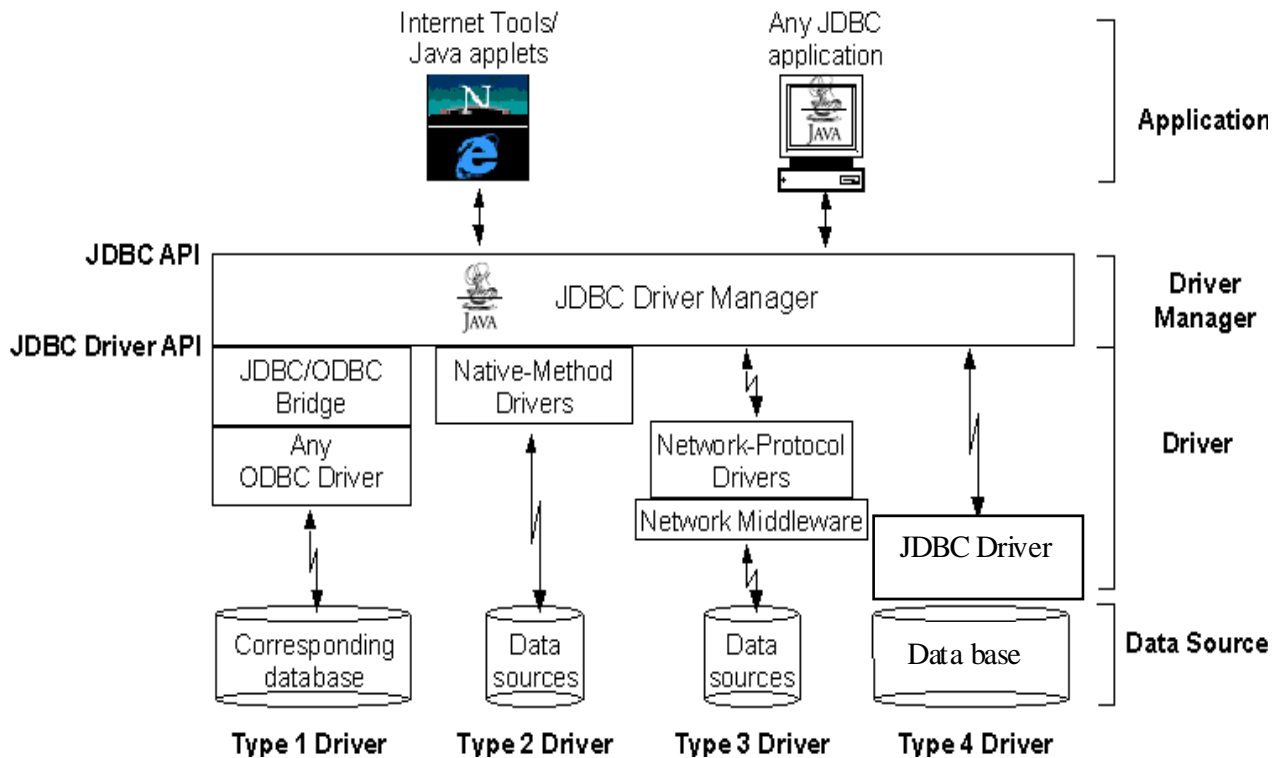 Internet Tools/
Java applets
Any JDBC
application
N
e
JAVA
Application
JDBC API
JAVA
JDBC Driver Manager
Driver
Manager
JDBC Driver API
JDBC/ODBC
Bridge
Any
ODBC Driver
Native-Method
Drivers
Network-Protocol
Drivers
Network Middleware
JDBC Driver
Driver
Corresponding
database
Data
sources
Data
sources
Data base
Data Source
Type 1 Driver
Type 2 Driver
Type 3 Driver
Type 4 Driver